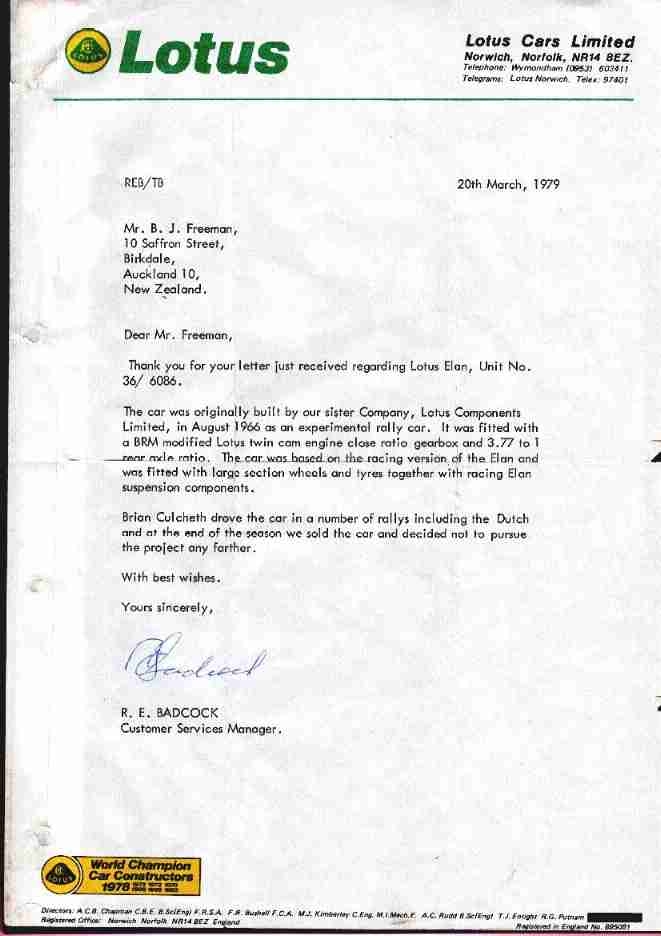 Lotus
Lotus Cars Limited
Norwich, Norfolk, NR14 8EZ.
Telephone: Wymondham (0953) 603411
Telegrams: Lotus Norwich. Telex: 97401
REB/TB
20th March, 1979
Mr. B. J. Freeman,
10 Saffron Street,
Birkdale,
Auckland 10,
New Zealand.
Dear Mr. Freeman,
Thank you for your letter just received regarding Lotus Elan, Unit No.
36/ 6086.
The car was originally built by our sister Company, Lotus Components
Limited, in August 1966 as an experimental rally car. It was fitted with
a BRM modified Lotus twin cam engine close ratio gearbox and 3.77 to 1
rear axle ratio. The car was based on the racing version of the Elan and
was fitted with large section wheels and tyres together with racing Elan
suspension components.
Brian Culcheth drove the car in a number of rallys including the Dutch
and at the end of the season we sold the car and decided not to pursue
the project any farther.
With best wishes.
Yours sincerely,
R. E. BADCOCK
Customer Services Manager.
LOTUS
World Champion
Car Constructors
1978
Directors: A.C.B. Chapman C.B.E. B.Sc(Eng) F.R.S.A. F.R. Bushell F.C.A. M.J. Kimberley C.Eng. M.I.Mech.E. A.C. Rudd B.Sc(Eng) T.J. Enright R.G. Putnam
Registered Office: Norwich Norfolk NR14 8EZ England
Registered in England No. 895081